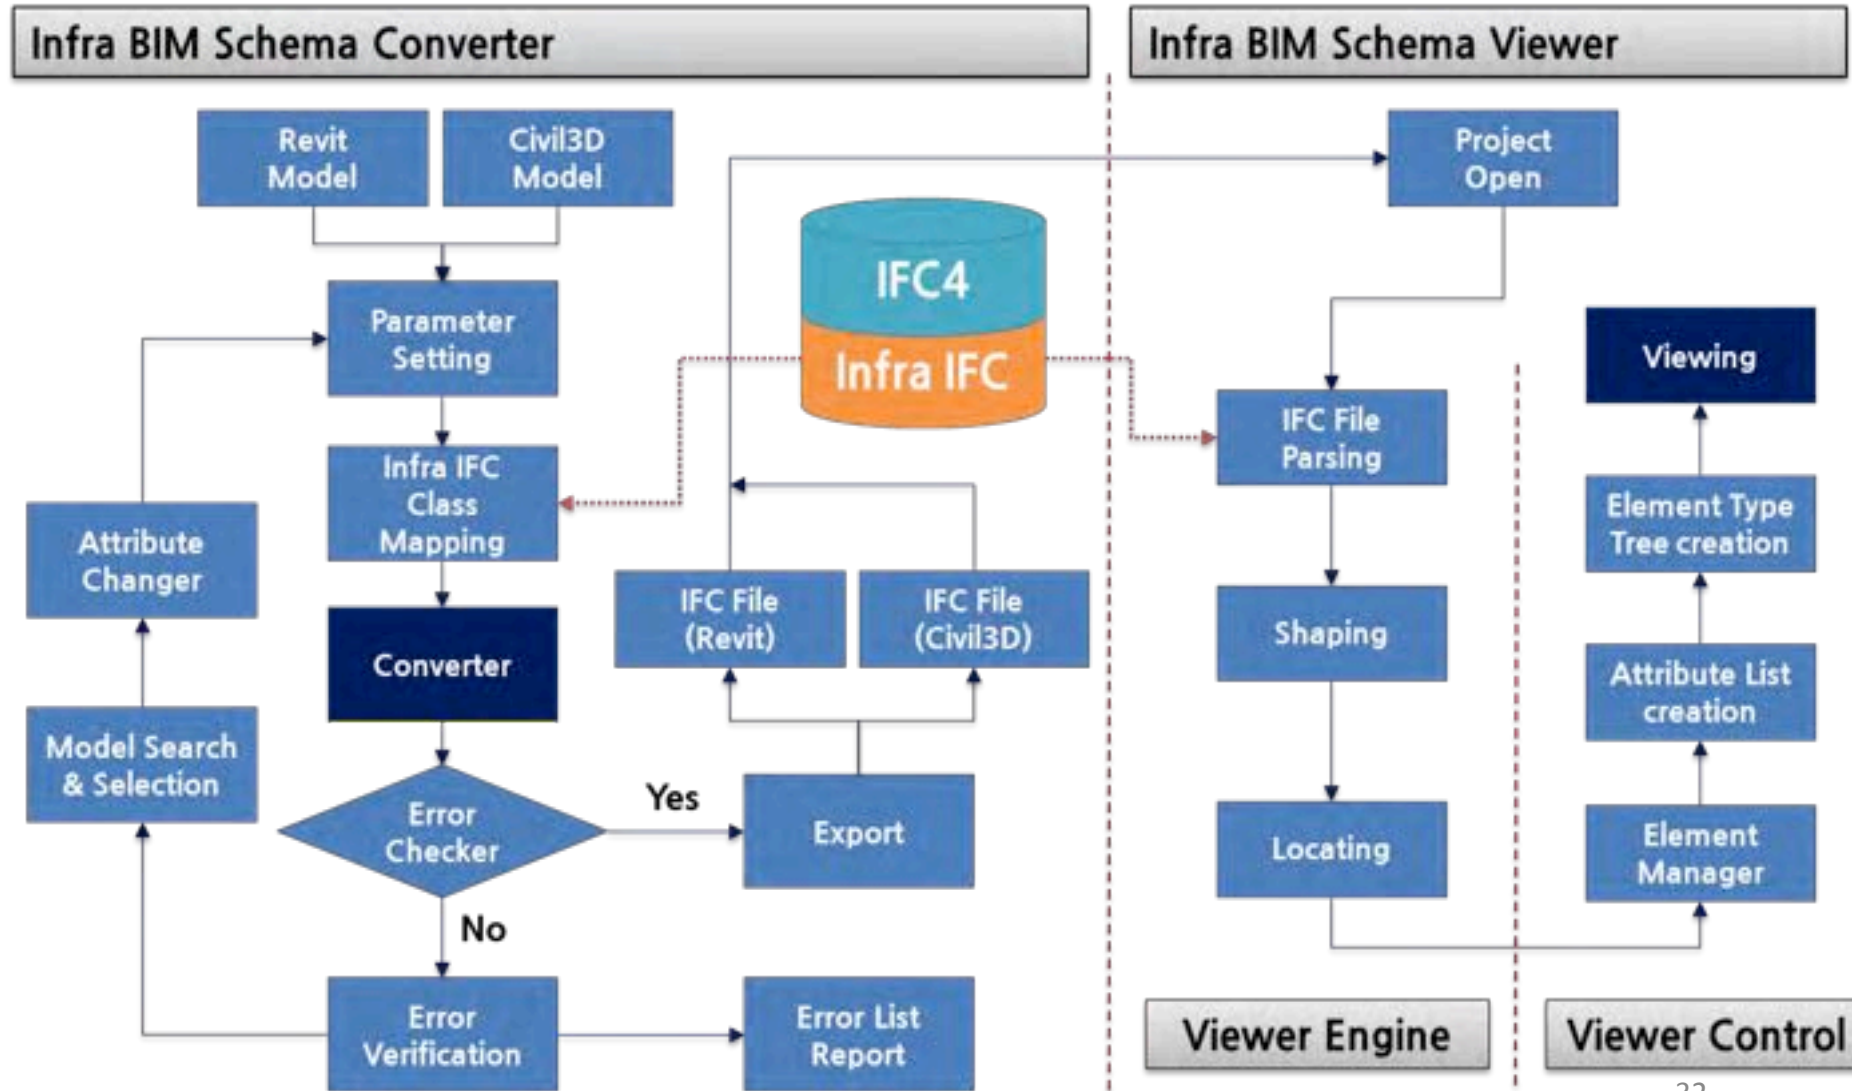 Infra BIM Schema Converter
Infra BIM Schema Viewer
Revit
Model
Civil3D
Model
Project
Open
IFC4
Infra IFC
Parameter
Setting
Viewing
IFC File
Parsing
Infra IFC
Class
Mapping
Element Type
Tree creation
Attribute
Changer
IFC File
(Revit)
IFC File
(Civil3D)
Shaping
Converter
Attribute List
creation
Model Search
& Selection
Error
Checker
Yes
Export
Locating
Element
Manager
No
Error
Verification
Error List
Report
Viewer Engine
Viewer Control